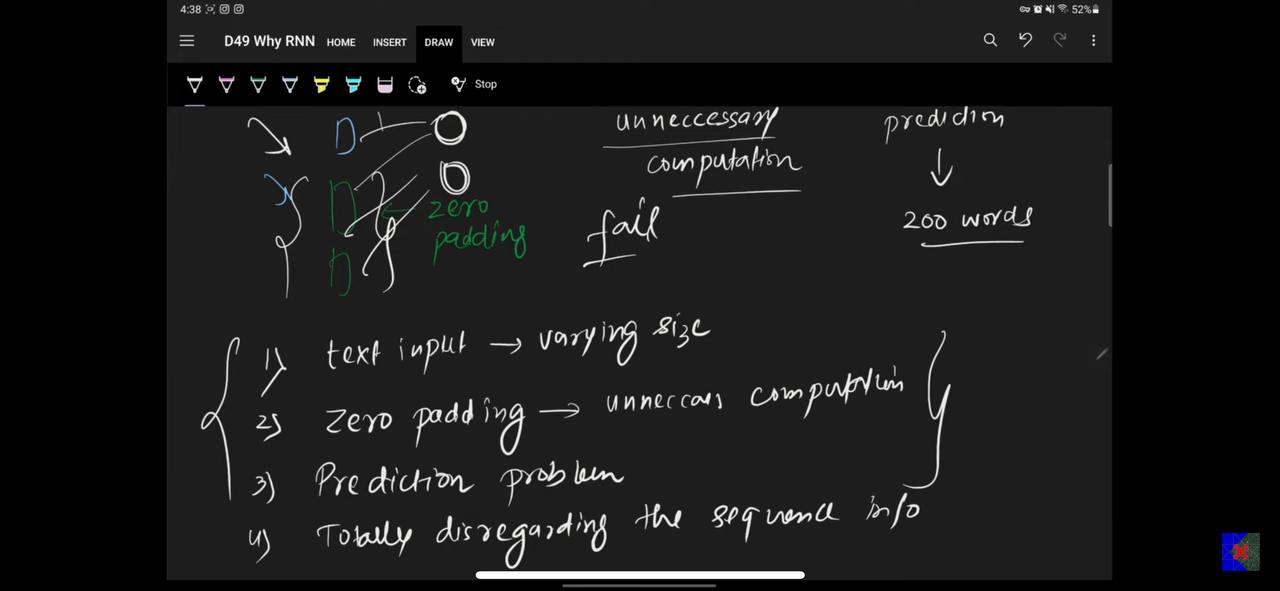 4:38
52%
D49 Why RNN HOME INSERT DRAW VIEW
Stop
D
unneccessary
computation
prediction
200 words
zero
padding
fail
1) text input → varying size
2) zero padding → unneccas computation
3) Prediction problem
4) Totally disregarding the sequence info